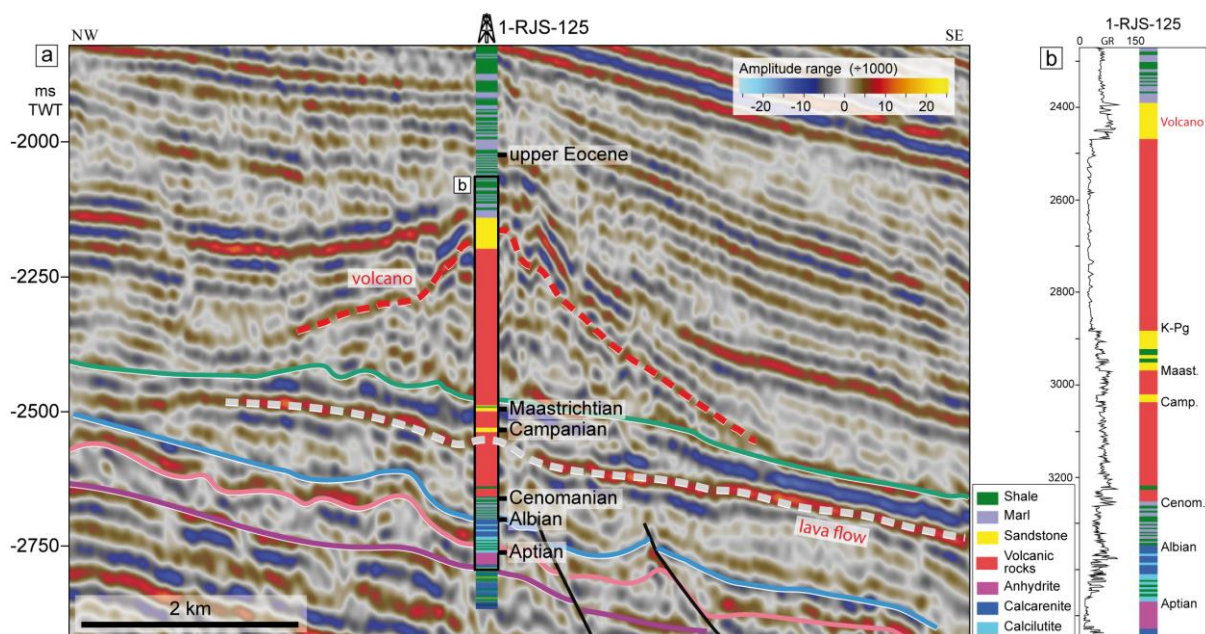 1-RJS-125
a
NW
SE
ms
TWT
Amplitude range (÷1000)
-20
-10
0
10
20
-2000
upper Eocene
b
-2250
volcano
-2500
Maastrichtian
Campanian
Cenomanian
Albian
-2750
Aptian
lava flow
2 km
1-RJS-125
b
0
GR
150
2400
Volcano
2600
2800
K-Pg
Maast.
3000
Camp.
3200
Cenom.
Albian
Aptian
Shale
Marl
Sandstone
Volcanic
rocks
Anhydrite
Calcarenite
Calcilutite